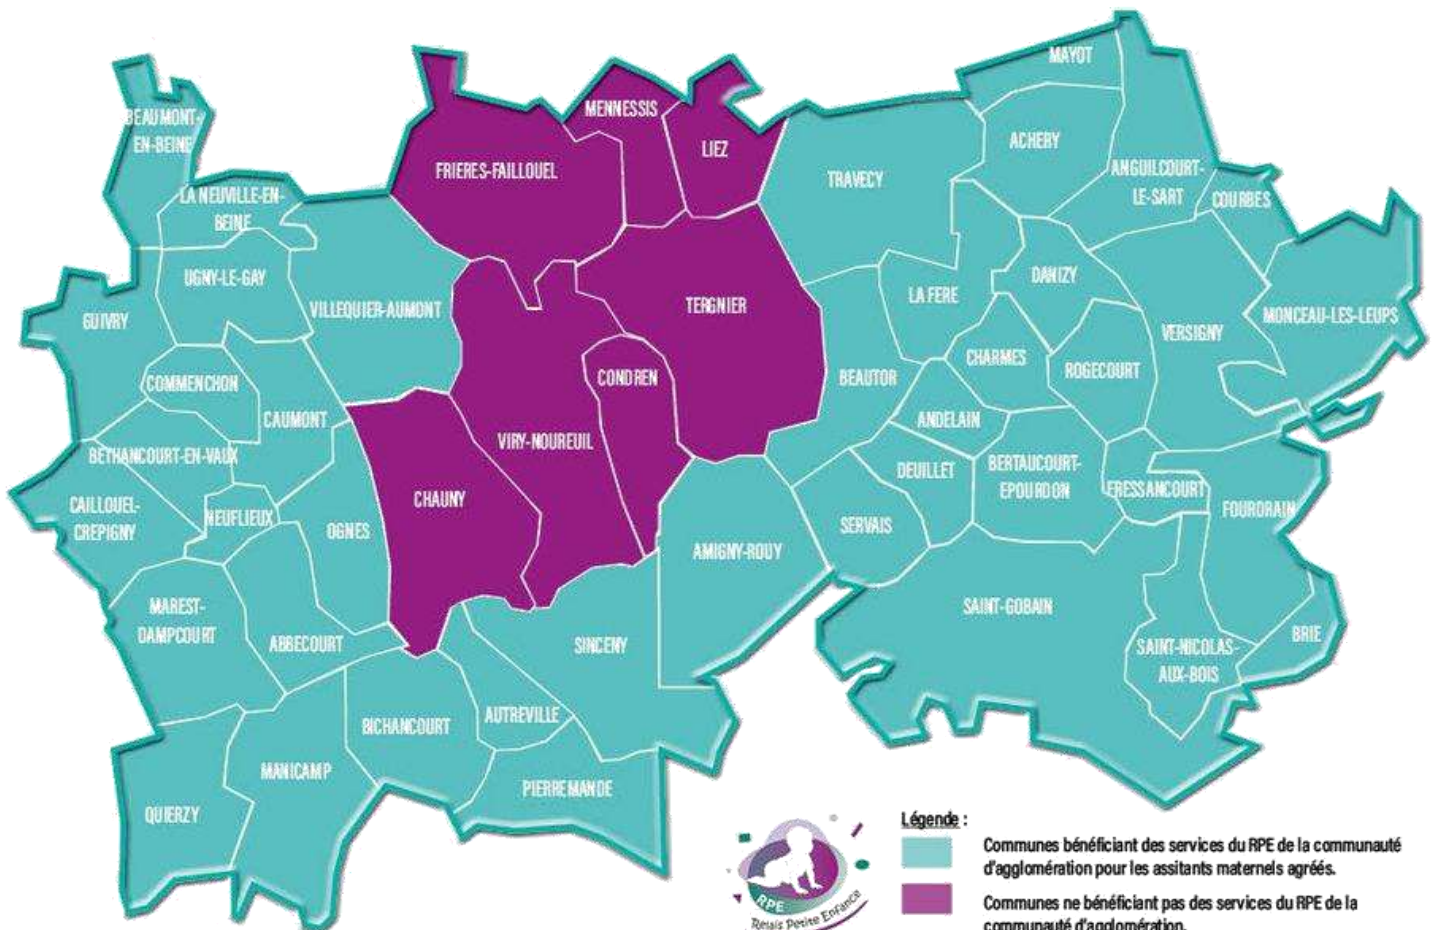 MAYOT
BEAUMONT-
EN-BEINE
MENNESSIS
LIEZ
ACHERY
FRIERES-FAILLOUEL
TRAVECY
ANGUILCOURT-
LE-SART
COURBES
LA NEUVILLE-EN-
BEINE
UGNY-LE-GAY
DANIZY
LA FERE
VILLEQUIER-AUMONT
TERGNIER
GUIVRY
MONCEAU-LES-LEUPS
VERSIGNY
COMMENCHON
CONDREN
BEAUTOR
CHARMES
ROGECOURT
CAUMONT
ANDELAIN
VIRY-NOUREUIL
BETHANCOURT-EN-VAUX
DEUILLET
BERTAUCOURT-
EPOURDON
FRESSANCOURT
CHAUNY
CAILLOUEL-
CREPIGNY
NEUFLIEUX
OGNES
FOURDRAIN
SERVAIS
AMIGNY-ROUY
MAREST-
DAMPCOURT
SAINT-GOBAIN
ABBECOURT
SINCENY
SAINT-NICOLAS-
AUX-BOIS
BRIE
BICHANCOURT
AUTREVILLE
MANICAMP
PIERREMANDE
QUIERZY
Légende :
Communes bénéficiant des services du RPE de la communauté
d'agglomération pour les assitants maternels agréés.
Communes ne bénéficiant pas des services du RPE de la
communauté d'agglomération.
RPE
Relais Petite Enfance